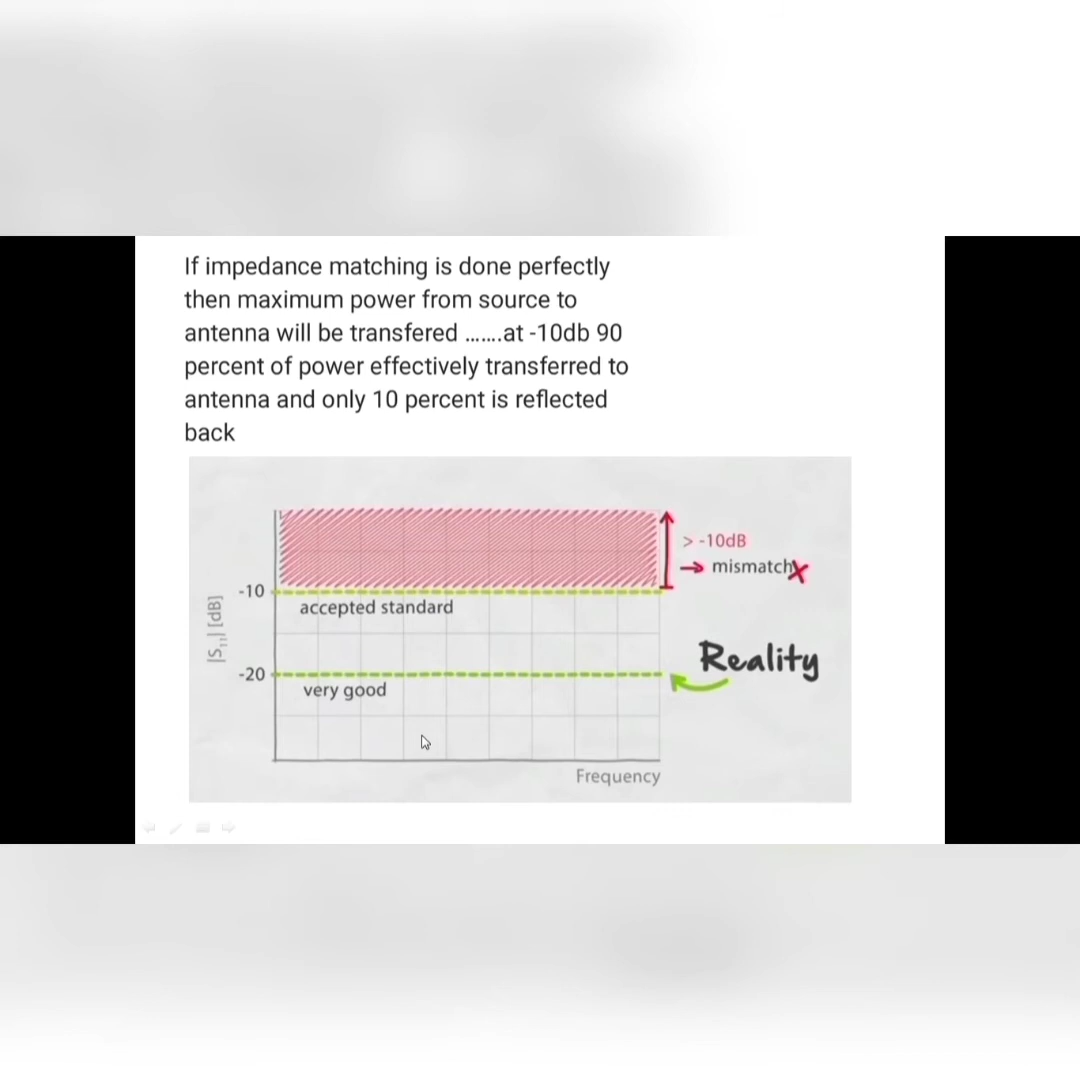 If impedance matching is done perfectly
then maximum power from source to
antenna will be transfered .......at -10db 90
percent of power effectively transferred to
antenna and only 10 percent is reflected
back
> -10dB
→ mismatch
-10
accepted standard
|S₁₁| [dB]
Reality
-20
very good
Frequency